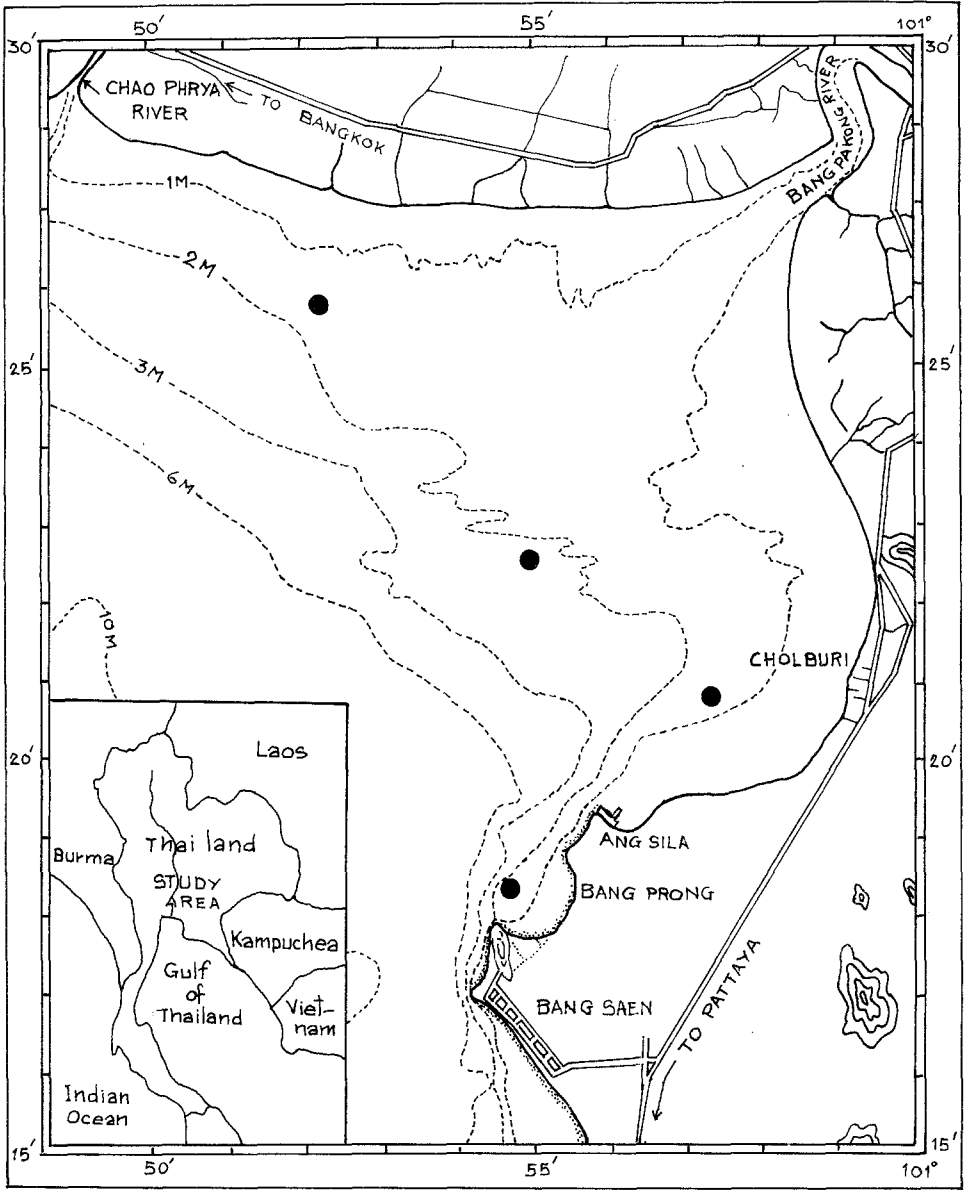 50′
55′
101°
30′
30′
CHAO PHRYA
RIVER
TO
BANGKOK
BANG PAKONG RIVER
1M
2M
3M
6M
10M
25′
25′
CHOLBURI
20′
20′
ANG SILA
BANG PRONG
BANG SAEN
TO PATTAYA
Laos
Burma
Thailand
STUDY
AREA
Kampuchea
Gulf
of
Thailand
Viet-
nam
Indian
Ocean
15′
15′
50′
55′
101°